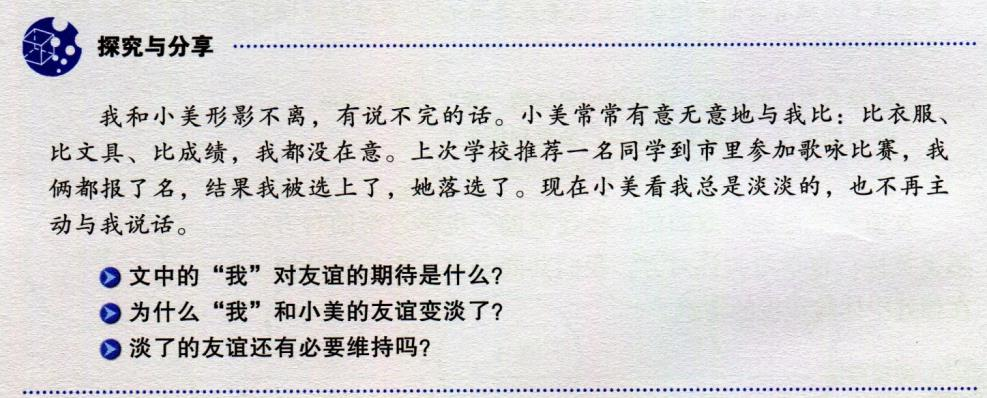 探究与分享
我和小美形影不离，有说不完的话。小美常常有意无意地与我比：比衣服、
比文具、比成绩，我都没在意。上次学校推荐一名同学到市里参加歌咏比赛，我
俩都报了名，结果我被选上了，她落选了。现在小美看我总是淡淡的，也不再主
动与我说话。
文中的“我”对友谊的期待是什么？
为什么“我”和小美的友谊变淡了？
淡了的友谊还有必要维持吗？